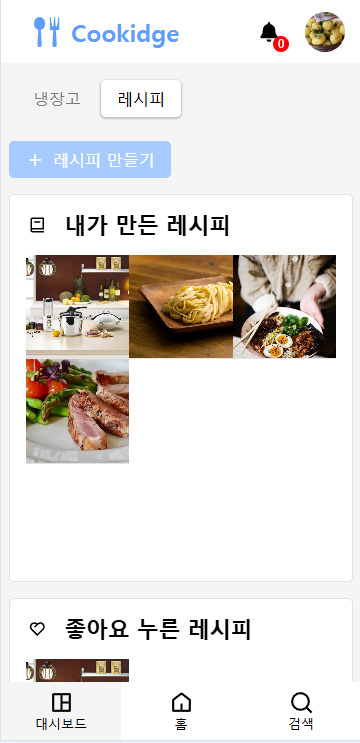 Cookidge
0
냉장고
레시피
+ 레시피 만들기
내가 만든 레시피
좋아요 누른 레시피
대시보드
홈
검색